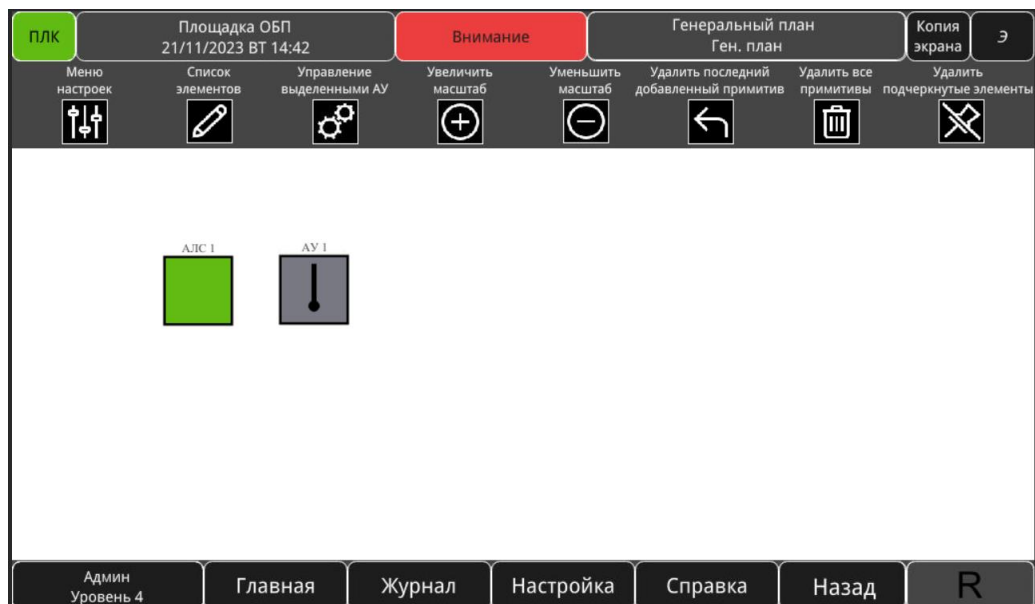 ПЛК
Площадка ОБП
21/11/2023 ВТ 14:42
Внимание
Генеральный план
Ген. план
Копия
экрана
Э
Меню
настроек
Список
элементов
Управление
выделенными АУ
Увеличить
масштаб
Уменьшить
масштаб
Удалить последний
добавленный примитив
Удалить все
примитивы
Удалить
подчеркнутые элементы
АЛС 1
АУ 1
Админ
Уровень 4
Главная
Журнал
Настройка
Справка
Назад
R